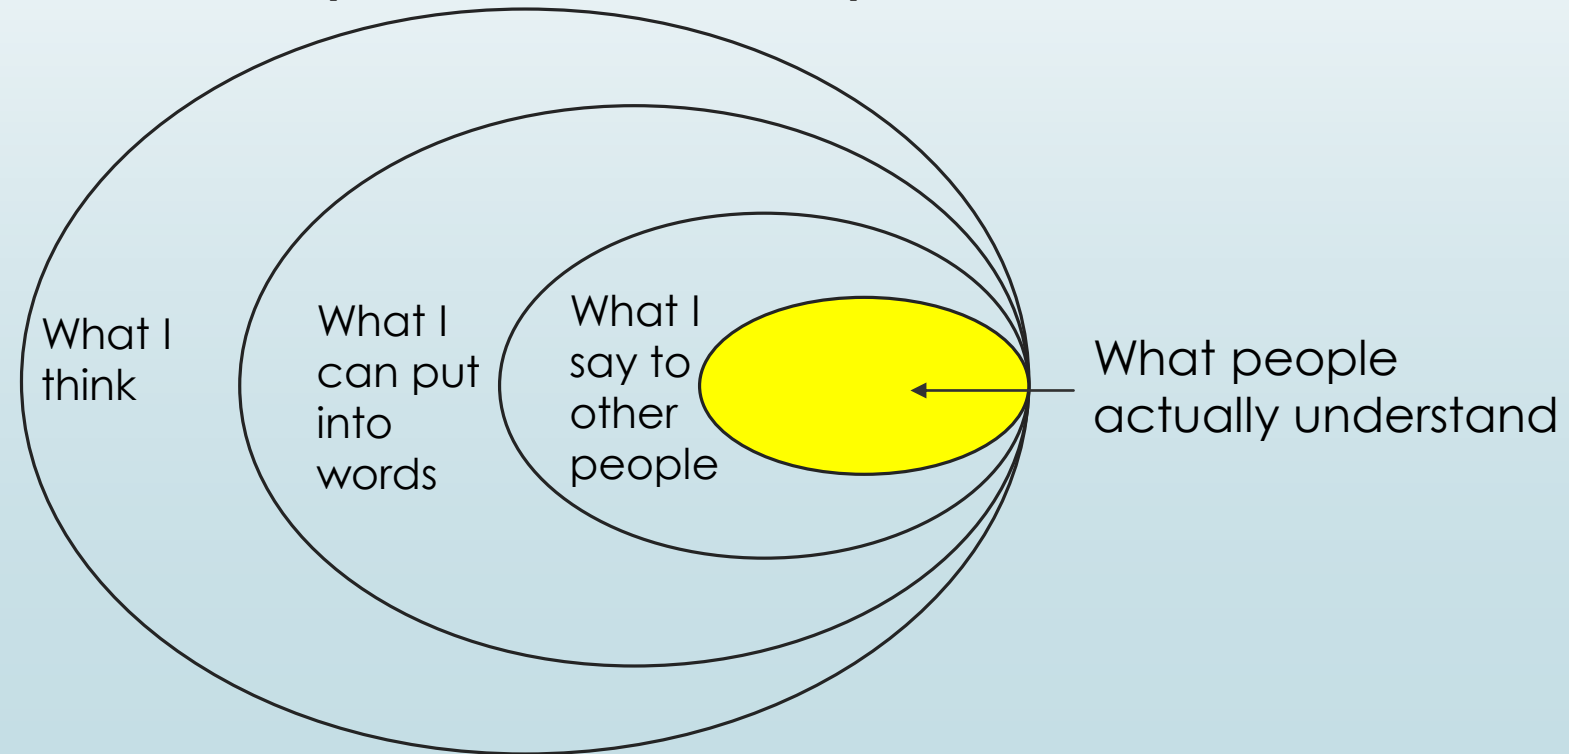 What I
think
What I
can put
into
words
What I
say to
other
people
What people
actually understand